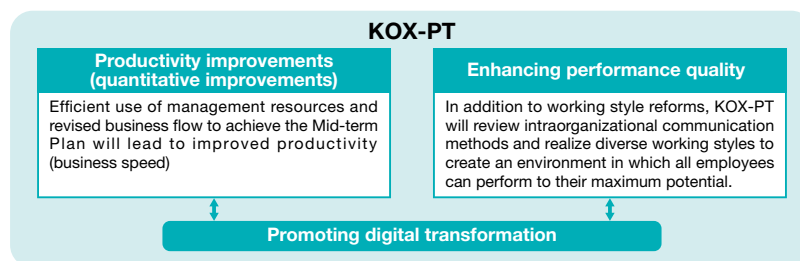 KOX-PT
Productivity improvements
(quantitative improvements)
Efficient use of management resources and
revised business flow to achieve the Mid-term
Plan will lead to improved productivity
(business speed)
Enhancing performance quality
In addition to working style reforms, KOX-PT
will review intraorganizational communication
methods and realize diverse working styles to
create an environment in which all employees
can perform to their maximum potential.
Promoting digital transformation